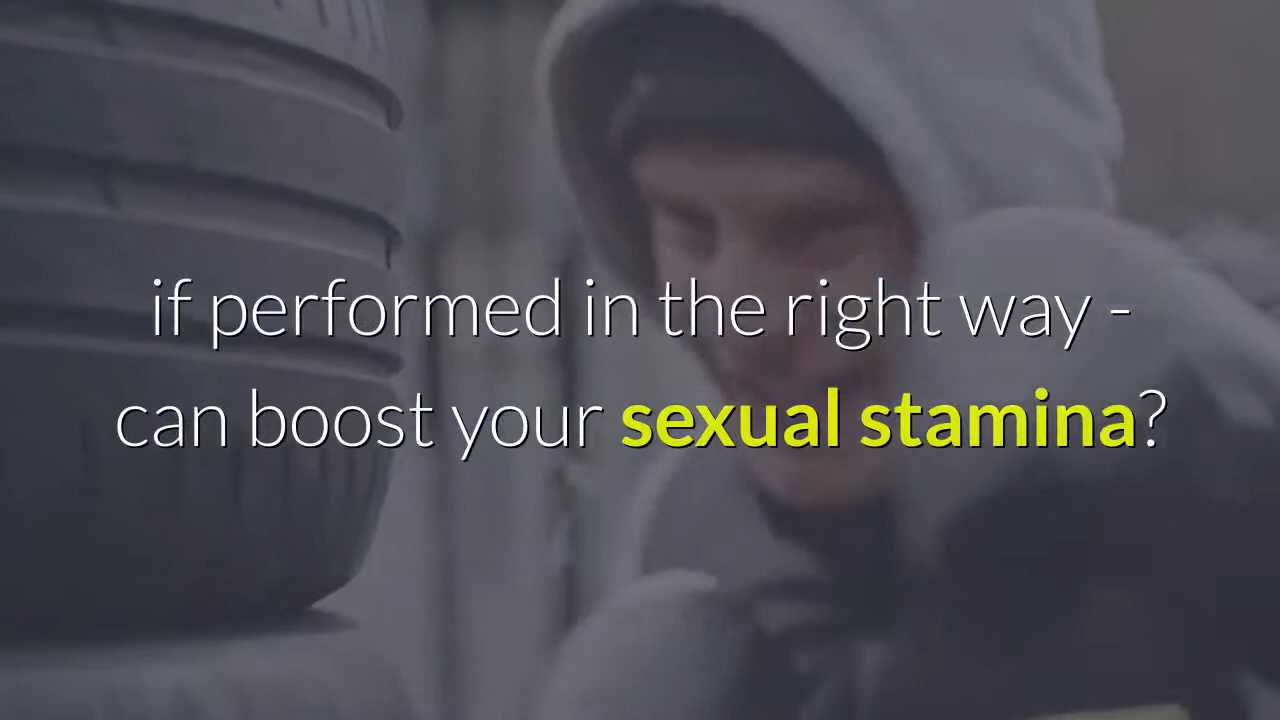 if performed in the right way -
can boost your sexual stamina?